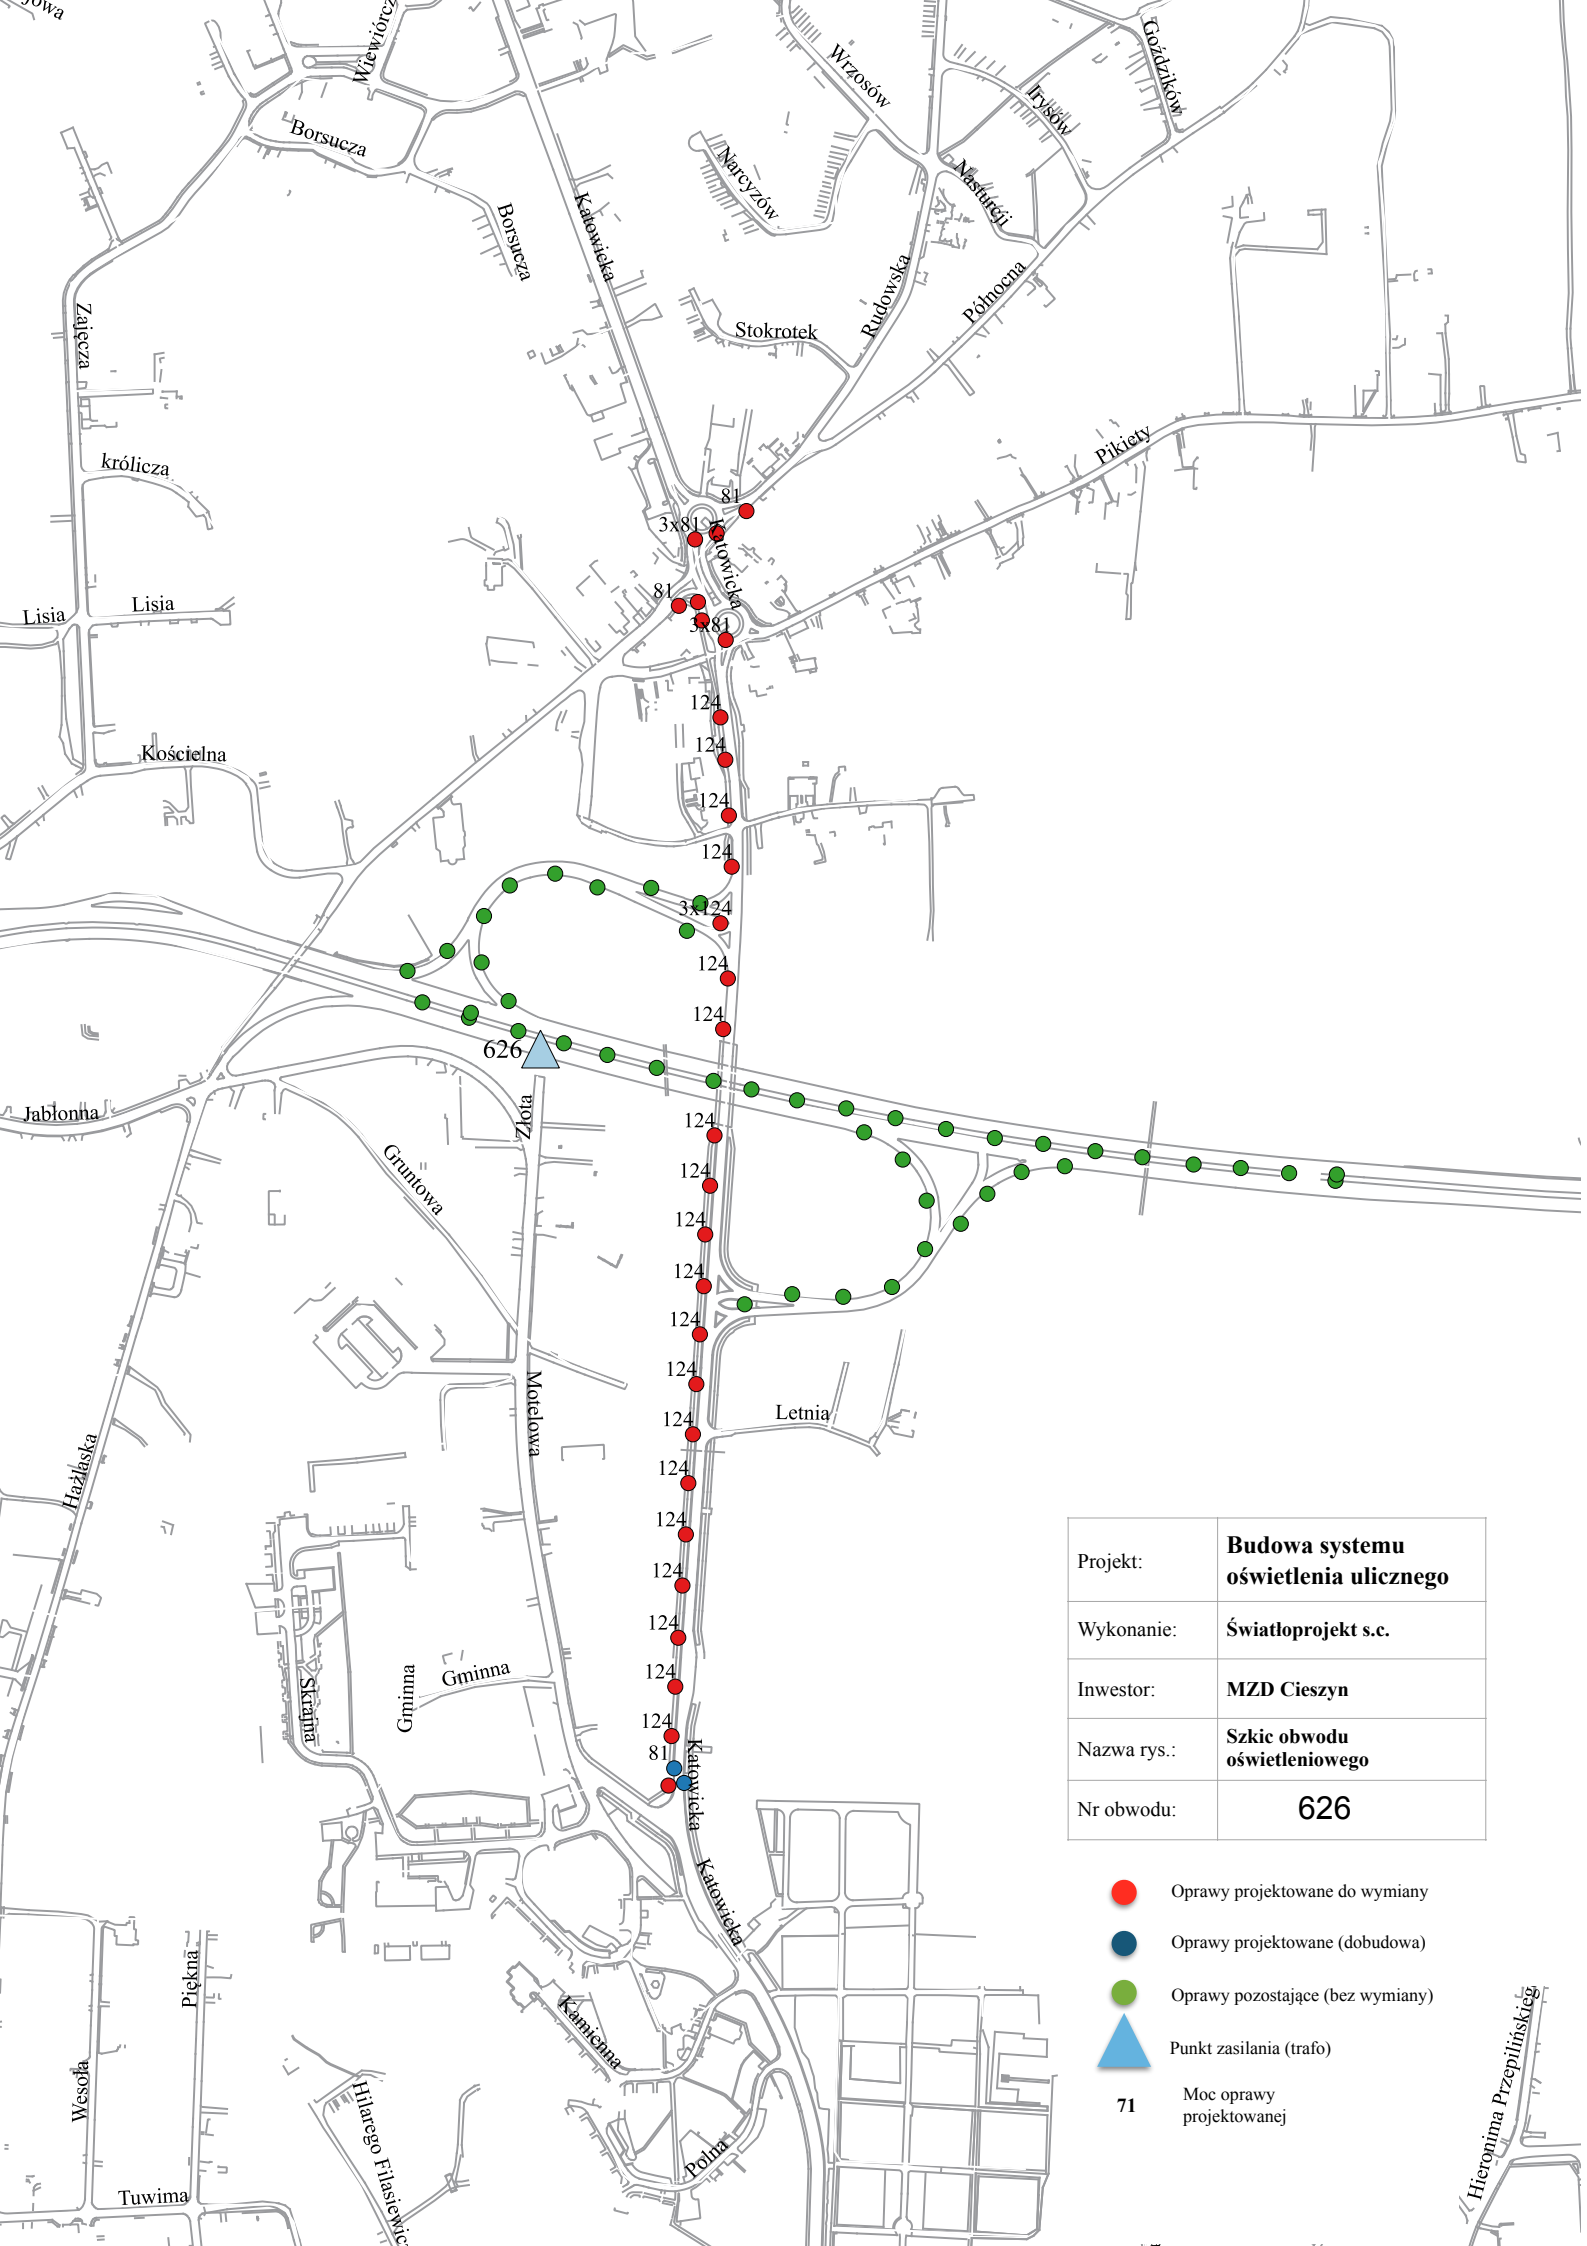 jowa
Wiewiórcz
Borsucza
Borsucza
Katowicka
Wrzosów
Goździków
Irysów
Narcyzów
Nasturcji
Zajęcza
Stokrotek
Rudowska
Północna
królicza
Pikiety
81
3x81
Katowicka
81
3x81
Lisia
Lisia
124
124
Kościelna
124
124
3x124
124
124
626
Jabłonna
Złota
124
Gruntowa
124
124
124
124
Motelowa
124
Letnia
124
Hażlaska
124
124
124
124
Gminna
Gminna
Skrajna
124
124
81
Katowicka
Katowicka
Projekt:
Budowa systemu
oświetlenia ulicznego
Wykonanie:
Światłoprojekt s.c.
Inwestor:
MZD Cieszyn
Nazwa rys.:
Szkic obwodu
oświetleniowego
Nr obwodu:
626
Oprawy projektowane do wymiany
Oprawy projektowane (dobudowa)
Oprawy pozostające (bez wymiany)
Punkt zasilania (trafo)
71
Moc oprawy
projektowanej
Piękna
Wesoła
Kamienna
Hilarego Filasiewic
Polna
Tuwima
Hieronima Przepilińskieg